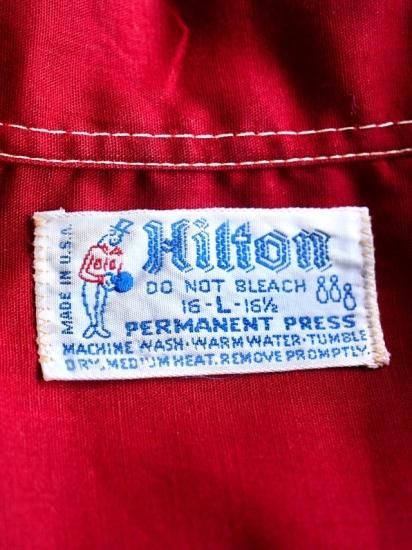 MADE IN U.S.A.
Hilton
DO NOT BLEACH
16-L-16½
PERMANENT PRESS
MACHINE WASH·WARM WATER·TUMBLE
DRY, MEDIUM HEAT. REMOVE PROMPTLY.